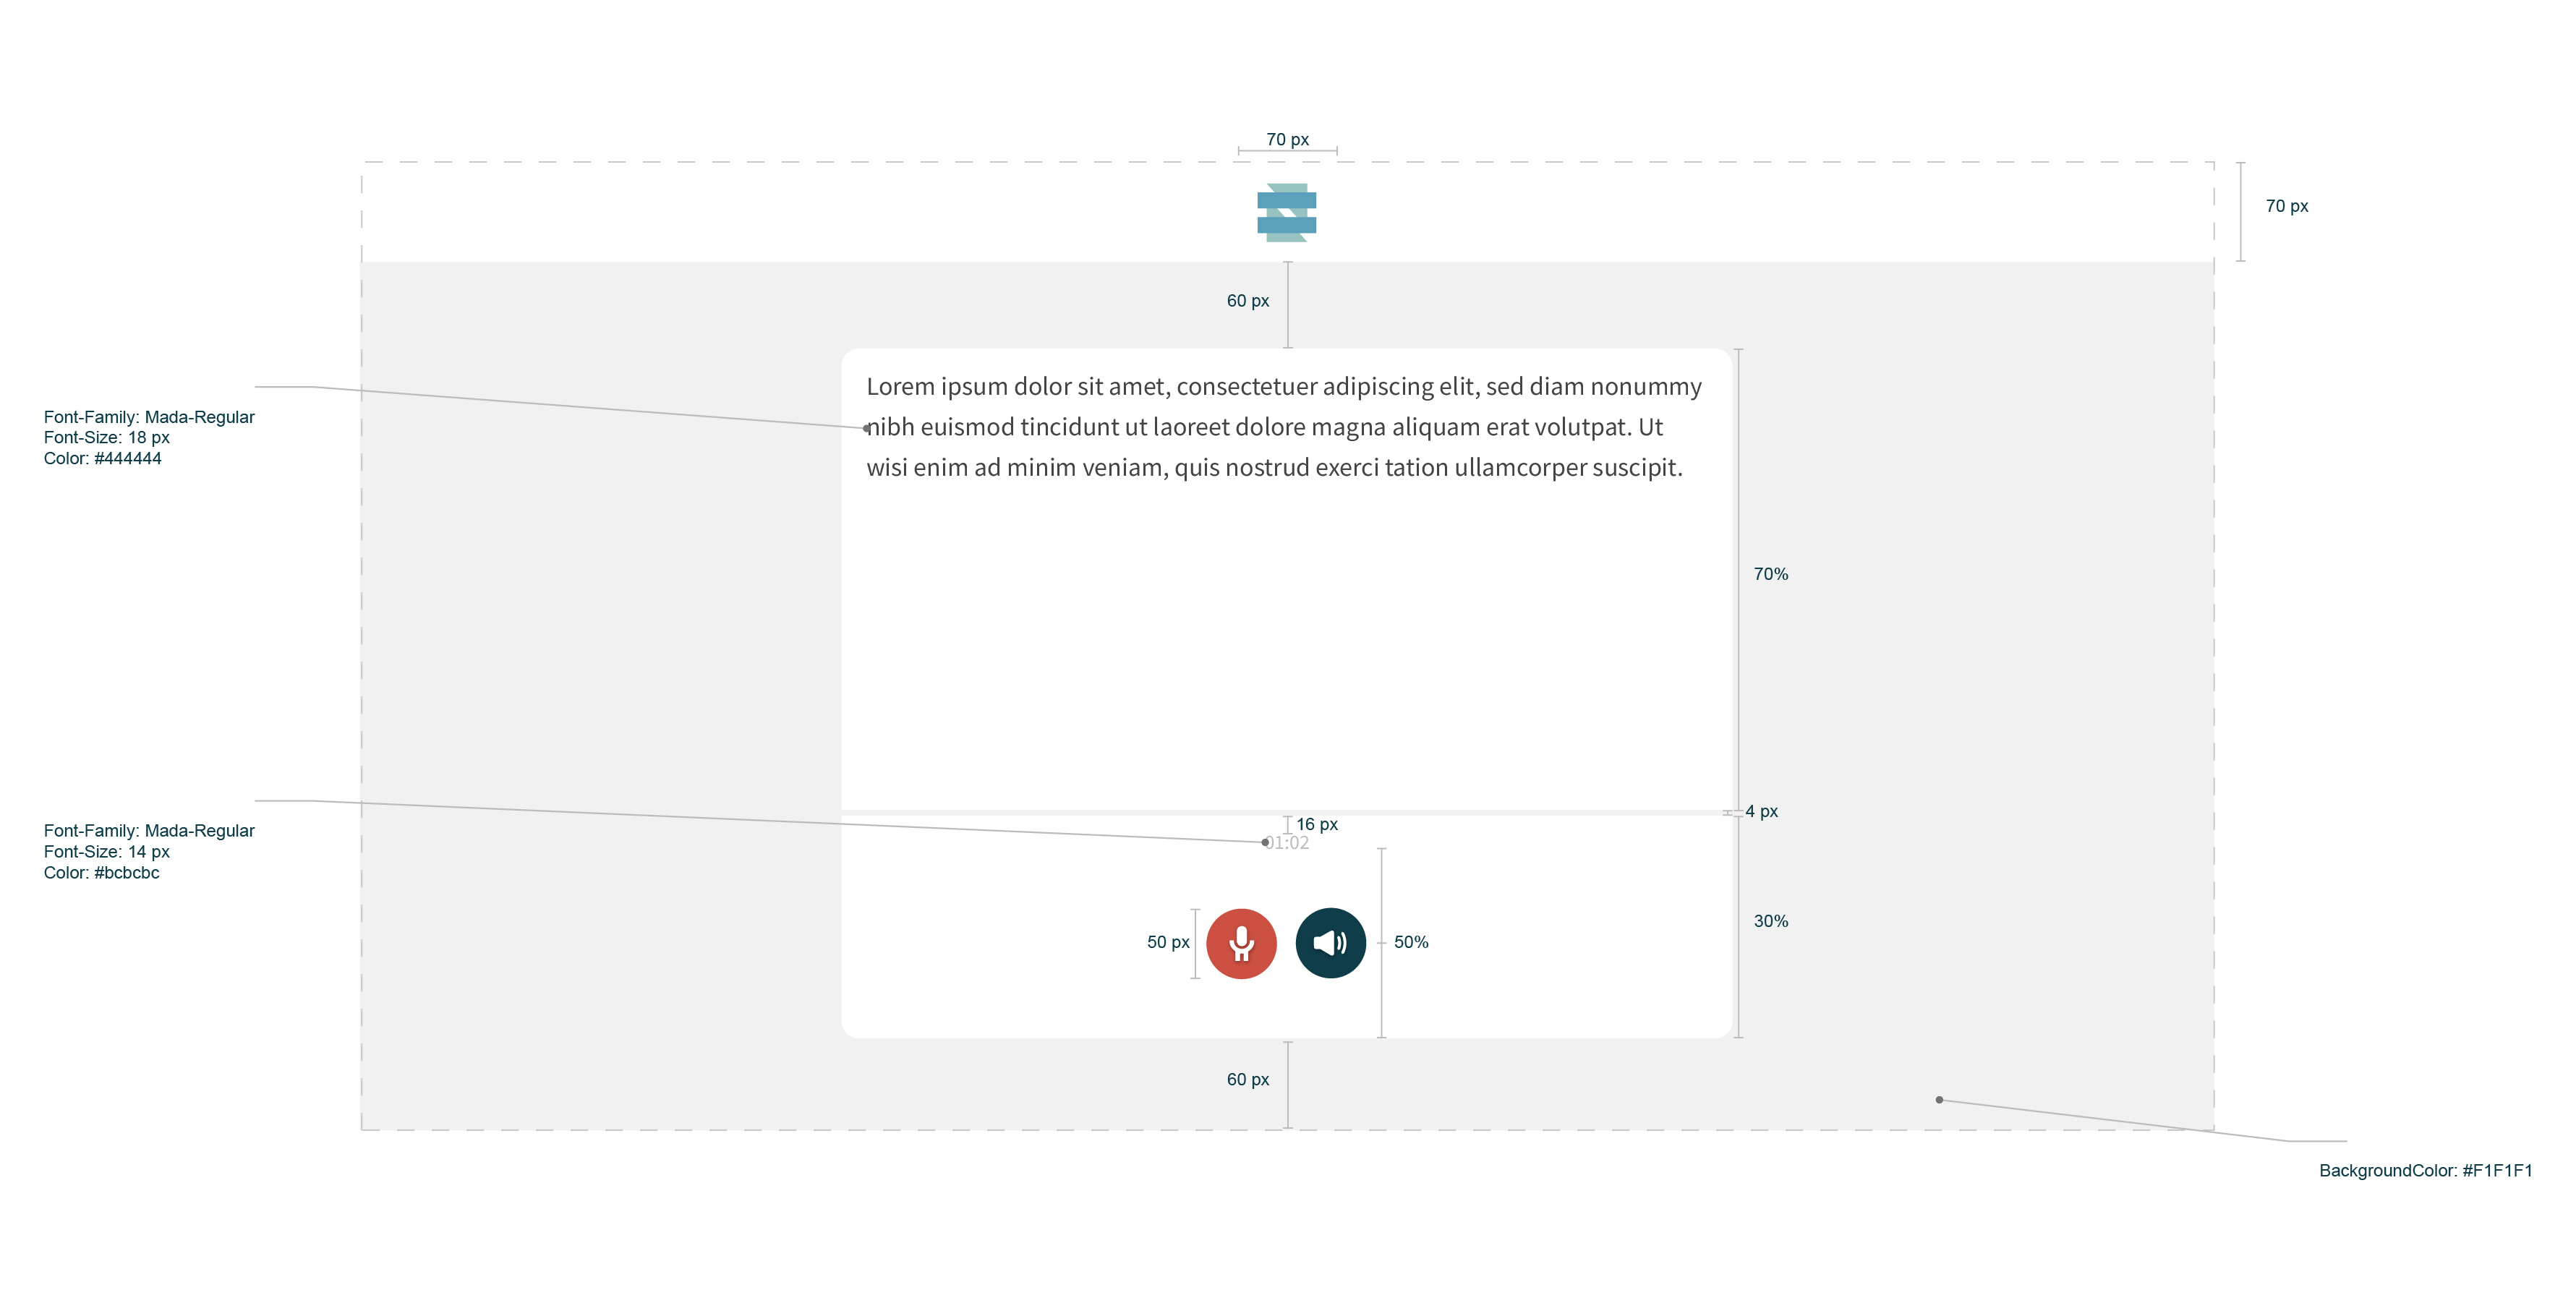 70 px
70 px
60 px
Lorem ipsum dolor sit amet, consectetuer adipiscing elit, sed diam nonummy
nibh euismod tincidunt ut laoreet dolore magna aliquam erat volutpat. Ut
wisi enim ad minim veniam, quis nostrud exerci tation ullamcorper suscipit.
Font-Family: Mada-Regular
Font-Size: 18 px
Color: #444444
70%
4 px
16 px
01:02
Font-Family: Mada-Regular
Font-Size: 14 px
Color: #bcbcbc
30%
50 px
50%
60 px
BackgroundColor: #F1F1F1